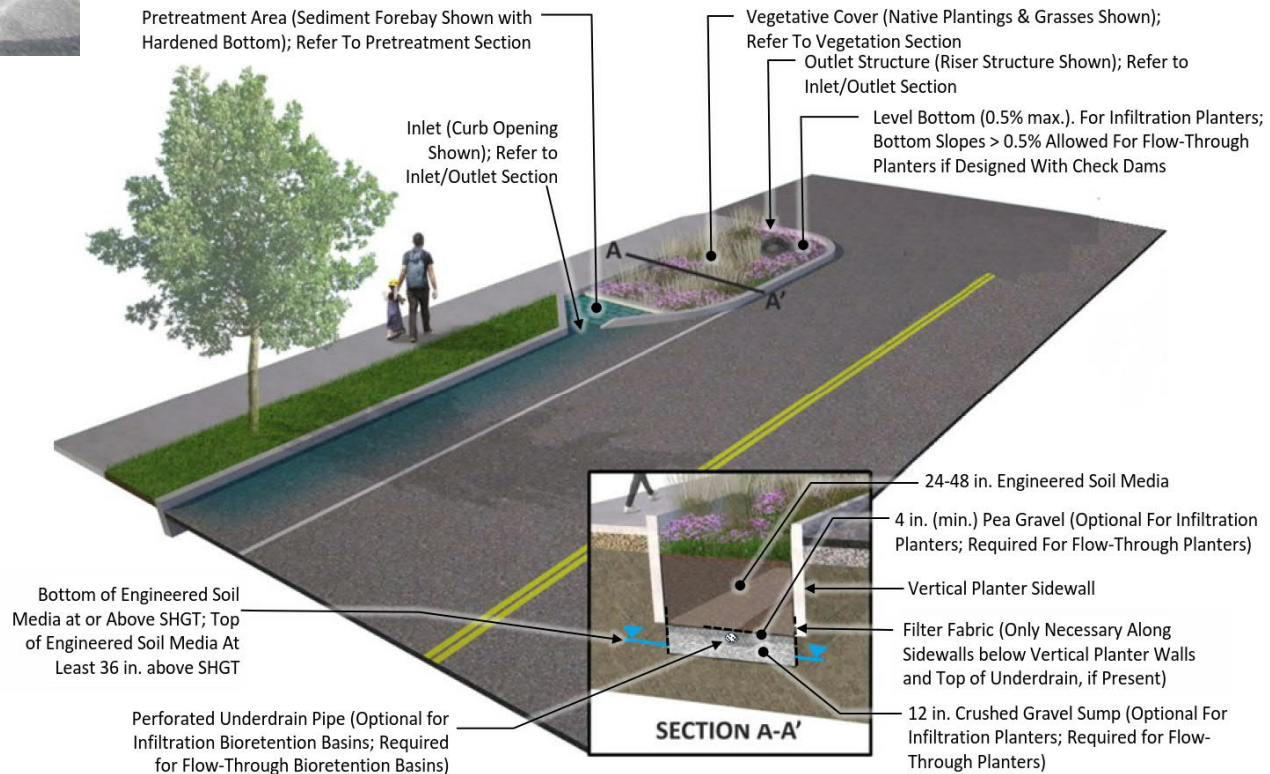 Pretreatment Area (Sediment Forebay Shown with
Hardened Bottom); Refer To Pretreatment Section
Vegetative Cover (Native Plantings & Grasses Shown);
Refer To Vegetation Section
Outlet Structure (Riser Structure Shown); Refer to
Inlet/Outlet Section
Level Bottom (0.5% max.). For Infiltration Planters;
Bottom Slopes > 0.5% Allowed For Flow-Through
Planters if Designed With Check Dams
Inlet (Curb Opening
Shown); Refer to
Inlet/Outlet Section
A
A'
24-48 in. Engineered Soil Media
4 in. (min.) Pea Gravel (Optional For Infiltration
Planters; Required For Flow-Through Planters)
Vertical Planter Sidewall
Filter Fabric (Only Necessary Along
Sidewalls below Vertical Planter Walls
and Top of Underdrain, if Present)
12 in. Crushed Gravel Sump (Optional For
Infiltration Planters; Required for Flow-
Through Planters)
Bottom of Engineered Soil
Media at or Above SHGT; Top
of Engineered Soil Media At
Least 36 in. above SHGT
Perforated Underdrain Pipe (Optional for
Infiltration Bioretention Basins; Required
for Flow-Through Bioretention Basins)
SECTION A-A'